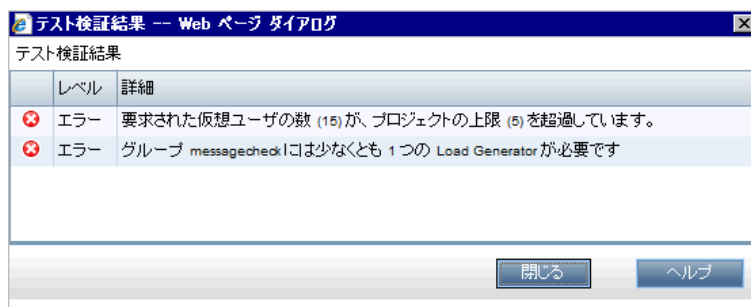 テスト検証結果 -- Web ページ ダイアログ
テスト検証結果
レベル 詳細
エラー 要求された仮想ユーザの数 (15) が、プロジェクトの上限 (5) を超過しています。
エラー グループ messagecheck には少なくとも 1 つの Load Generator が必要です
閉じる ヘルプ